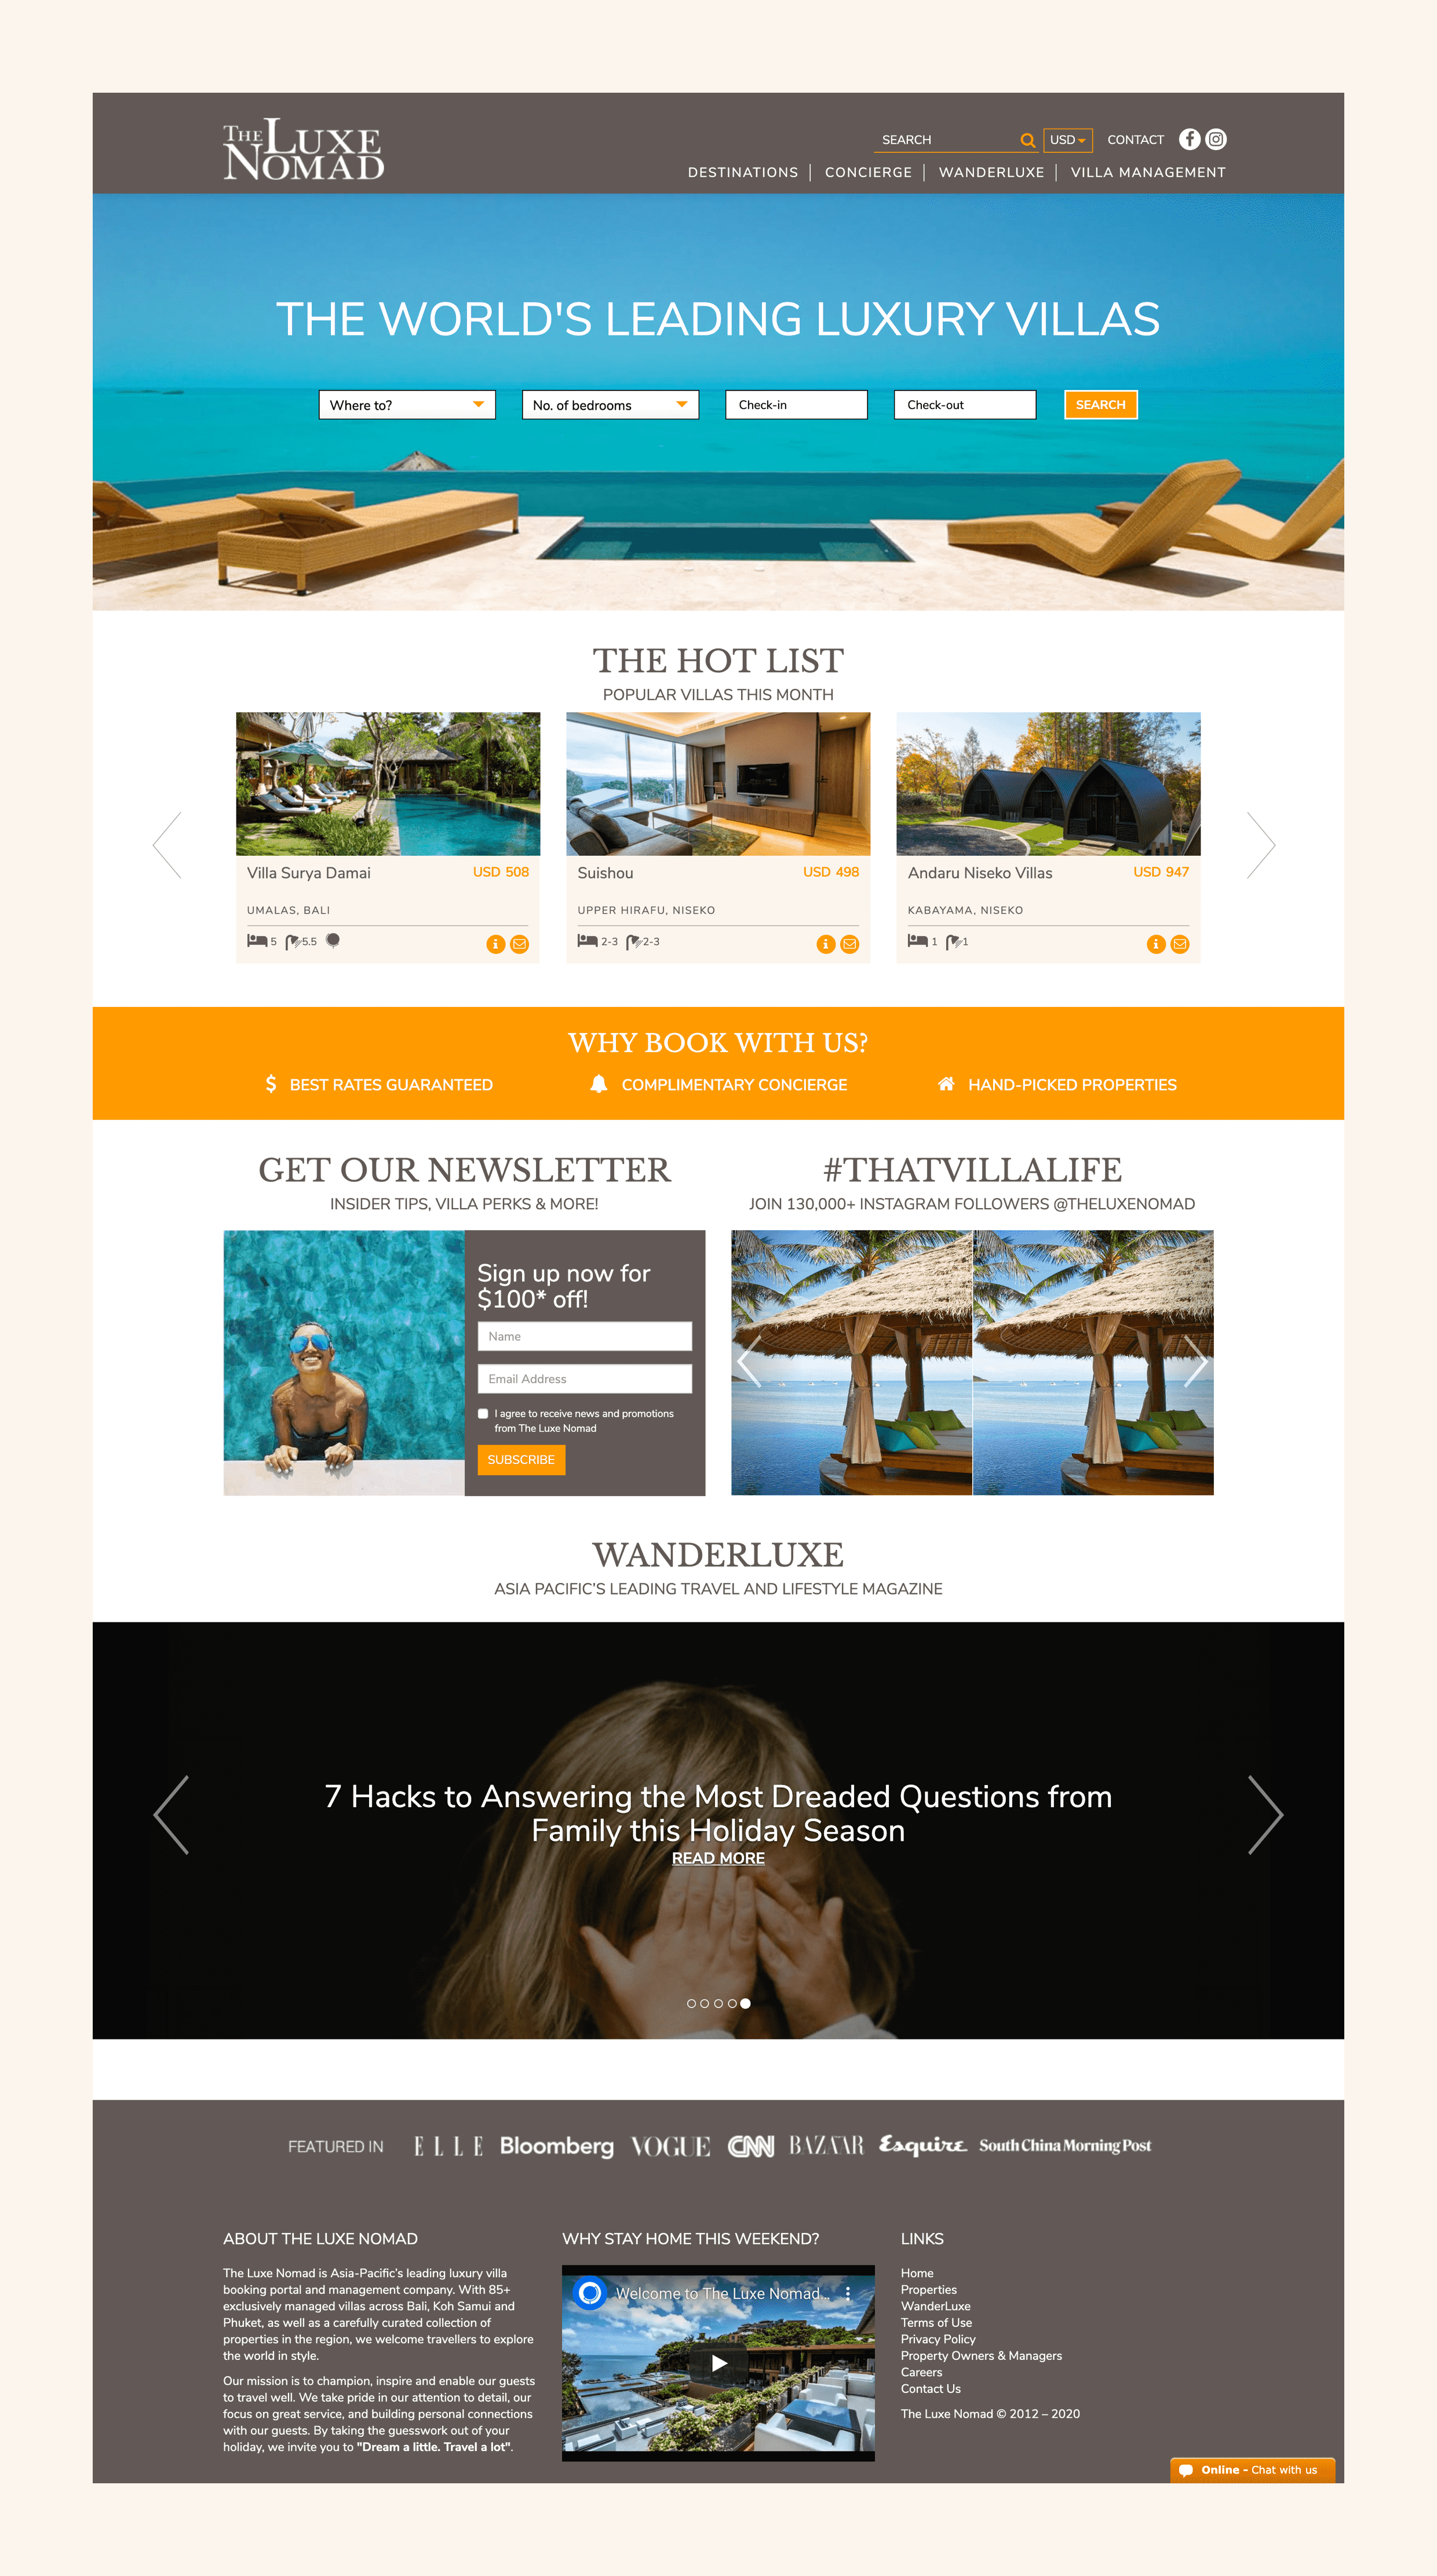 THE LUXE
NOMAD
SEARCH
USD
CONTACT
DESTINATIONS
CONCIERGE
WANDERLUXE
VILLA MANAGEMENT
THE WORLD'S LEADING LUXURY VILLAS
Where to?
No. of bedrooms
Check-in
Check-out
SEARCH
THE HOT LIST
POPULAR VILLAS THIS MONTH
Villa Surya Damai
USD 508
UMALAS, BALI
5
5.5
Suishou
USD 498
UPPER HIRAFU, NISEKO
2-3
2-3
Andaru Niseko Villas
USD 947
KABAYAMA, NISEKO
1
1
WHY BOOK WITH US?
$ BEST RATES GUARANTEED
COMPLIMENTARY CONCIERGE
HAND-PICKED PROPERTIES
GET OUR NEWSLETTER
INSIDER TIPS, VILLA PERKS & MORE!
Sign up now for
$100* off!
Name
Email Address
I agree to receive news and promotions
from The Luxe Nomad
SUBSCRIBE
#THATVILLALIFE
JOIN 130,000+ INSTAGRAM FOLLOWERS @THELUXENOMAD
WANDERLUXE
ASIA PACIFIC'S LEADING TRAVEL AND LIFESTYLE MAGAZINE
7 Hacks to Answering the Most Dreaded Questions from
Family this Holiday Season
READ MORE
FEATURED IN
ELLE
Bloomberg
VOGUE
CNN
BAZAAR
Esquire
South China Morning Post
ABOUT THE LUXE NOMAD
The Luxe Nomad is Asia-Pacific's leading luxury villa
booking portal and management company. With 85+
exclusively managed villas across Bali, Koh Samui and
Phuket, as well as a carefully curated collection of
properties in the region, we welcome travellers to explore
the world in style.
Our mission is to champion, inspire and enable our guests
to travel well. We take pride in our attention to detail, our
focus on great service, and building personal connections
with our guests. By taking the guesswork out of your
holiday, we invite you to "Dream a little. Travel a lot".
WHY STAY HOME THIS WEEKEND?
Welcome to The Luxe Nomad...
LINKS
Home
Properties
WanderLuxe
Terms of Use
Privacy Policy
Property Owners & Managers
Careers
Contact Us
The Luxe Nomad © 2012 – 2020
Online - Chat with us